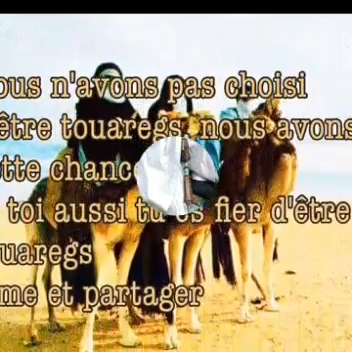 ous n'avons pas choisi
être touaregs, nous avons
tte chance
toi aussi tu es fier d'être
uaregs
me et partager